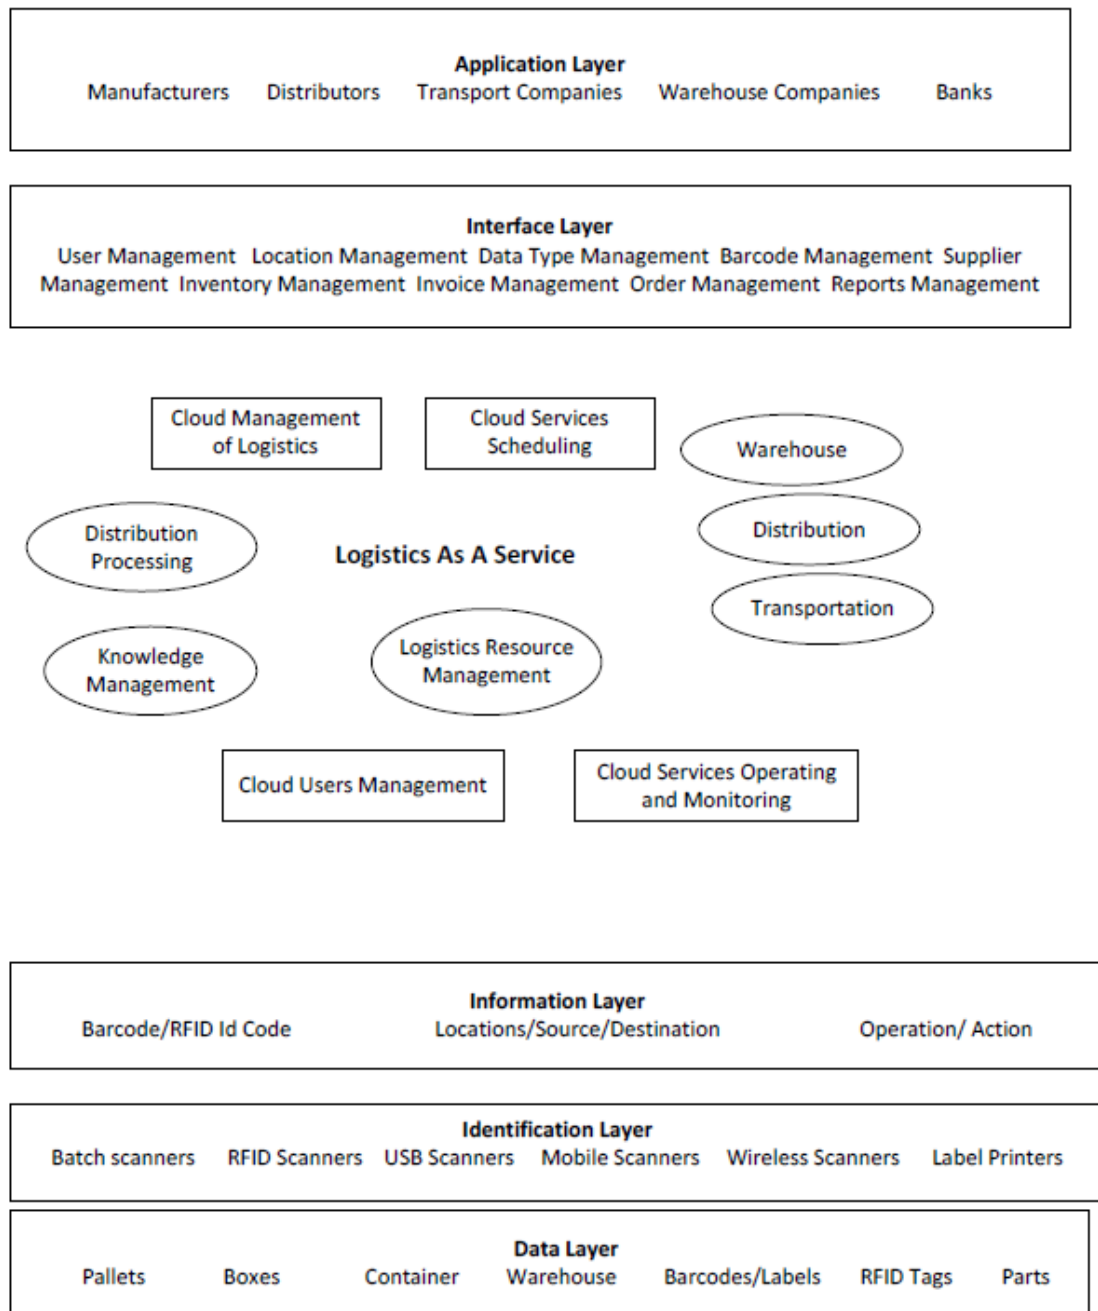 Application Layer
Manufacturers Distributors Transport Companies Warehouse Companies Banks
Interface Layer
User Management Location Management Data Type Management Barcode Management Supplier
Management Inventory Management Invoice Management Order Management Reports Management
Cloud Management
of Logistics
Cloud Services
Scheduling
Warehouse
Distribution
Processing
Logistics As A Service
Distribution
Transportation
Knowledge
Management
Logistics Resource
Management
Cloud Users Management
Cloud Services Operating
and Monitoring
Information Layer
Barcode/RFID Id Code Locations/Source/Destination Operation/ Action
Identification Layer
Batch scanners RFID Scanners USB Scanners Mobile Scanners Wireless Scanners Label Printers
Data Layer
Pallets Boxes Container Warehouse Barcodes/Labels RFID Tags Parts